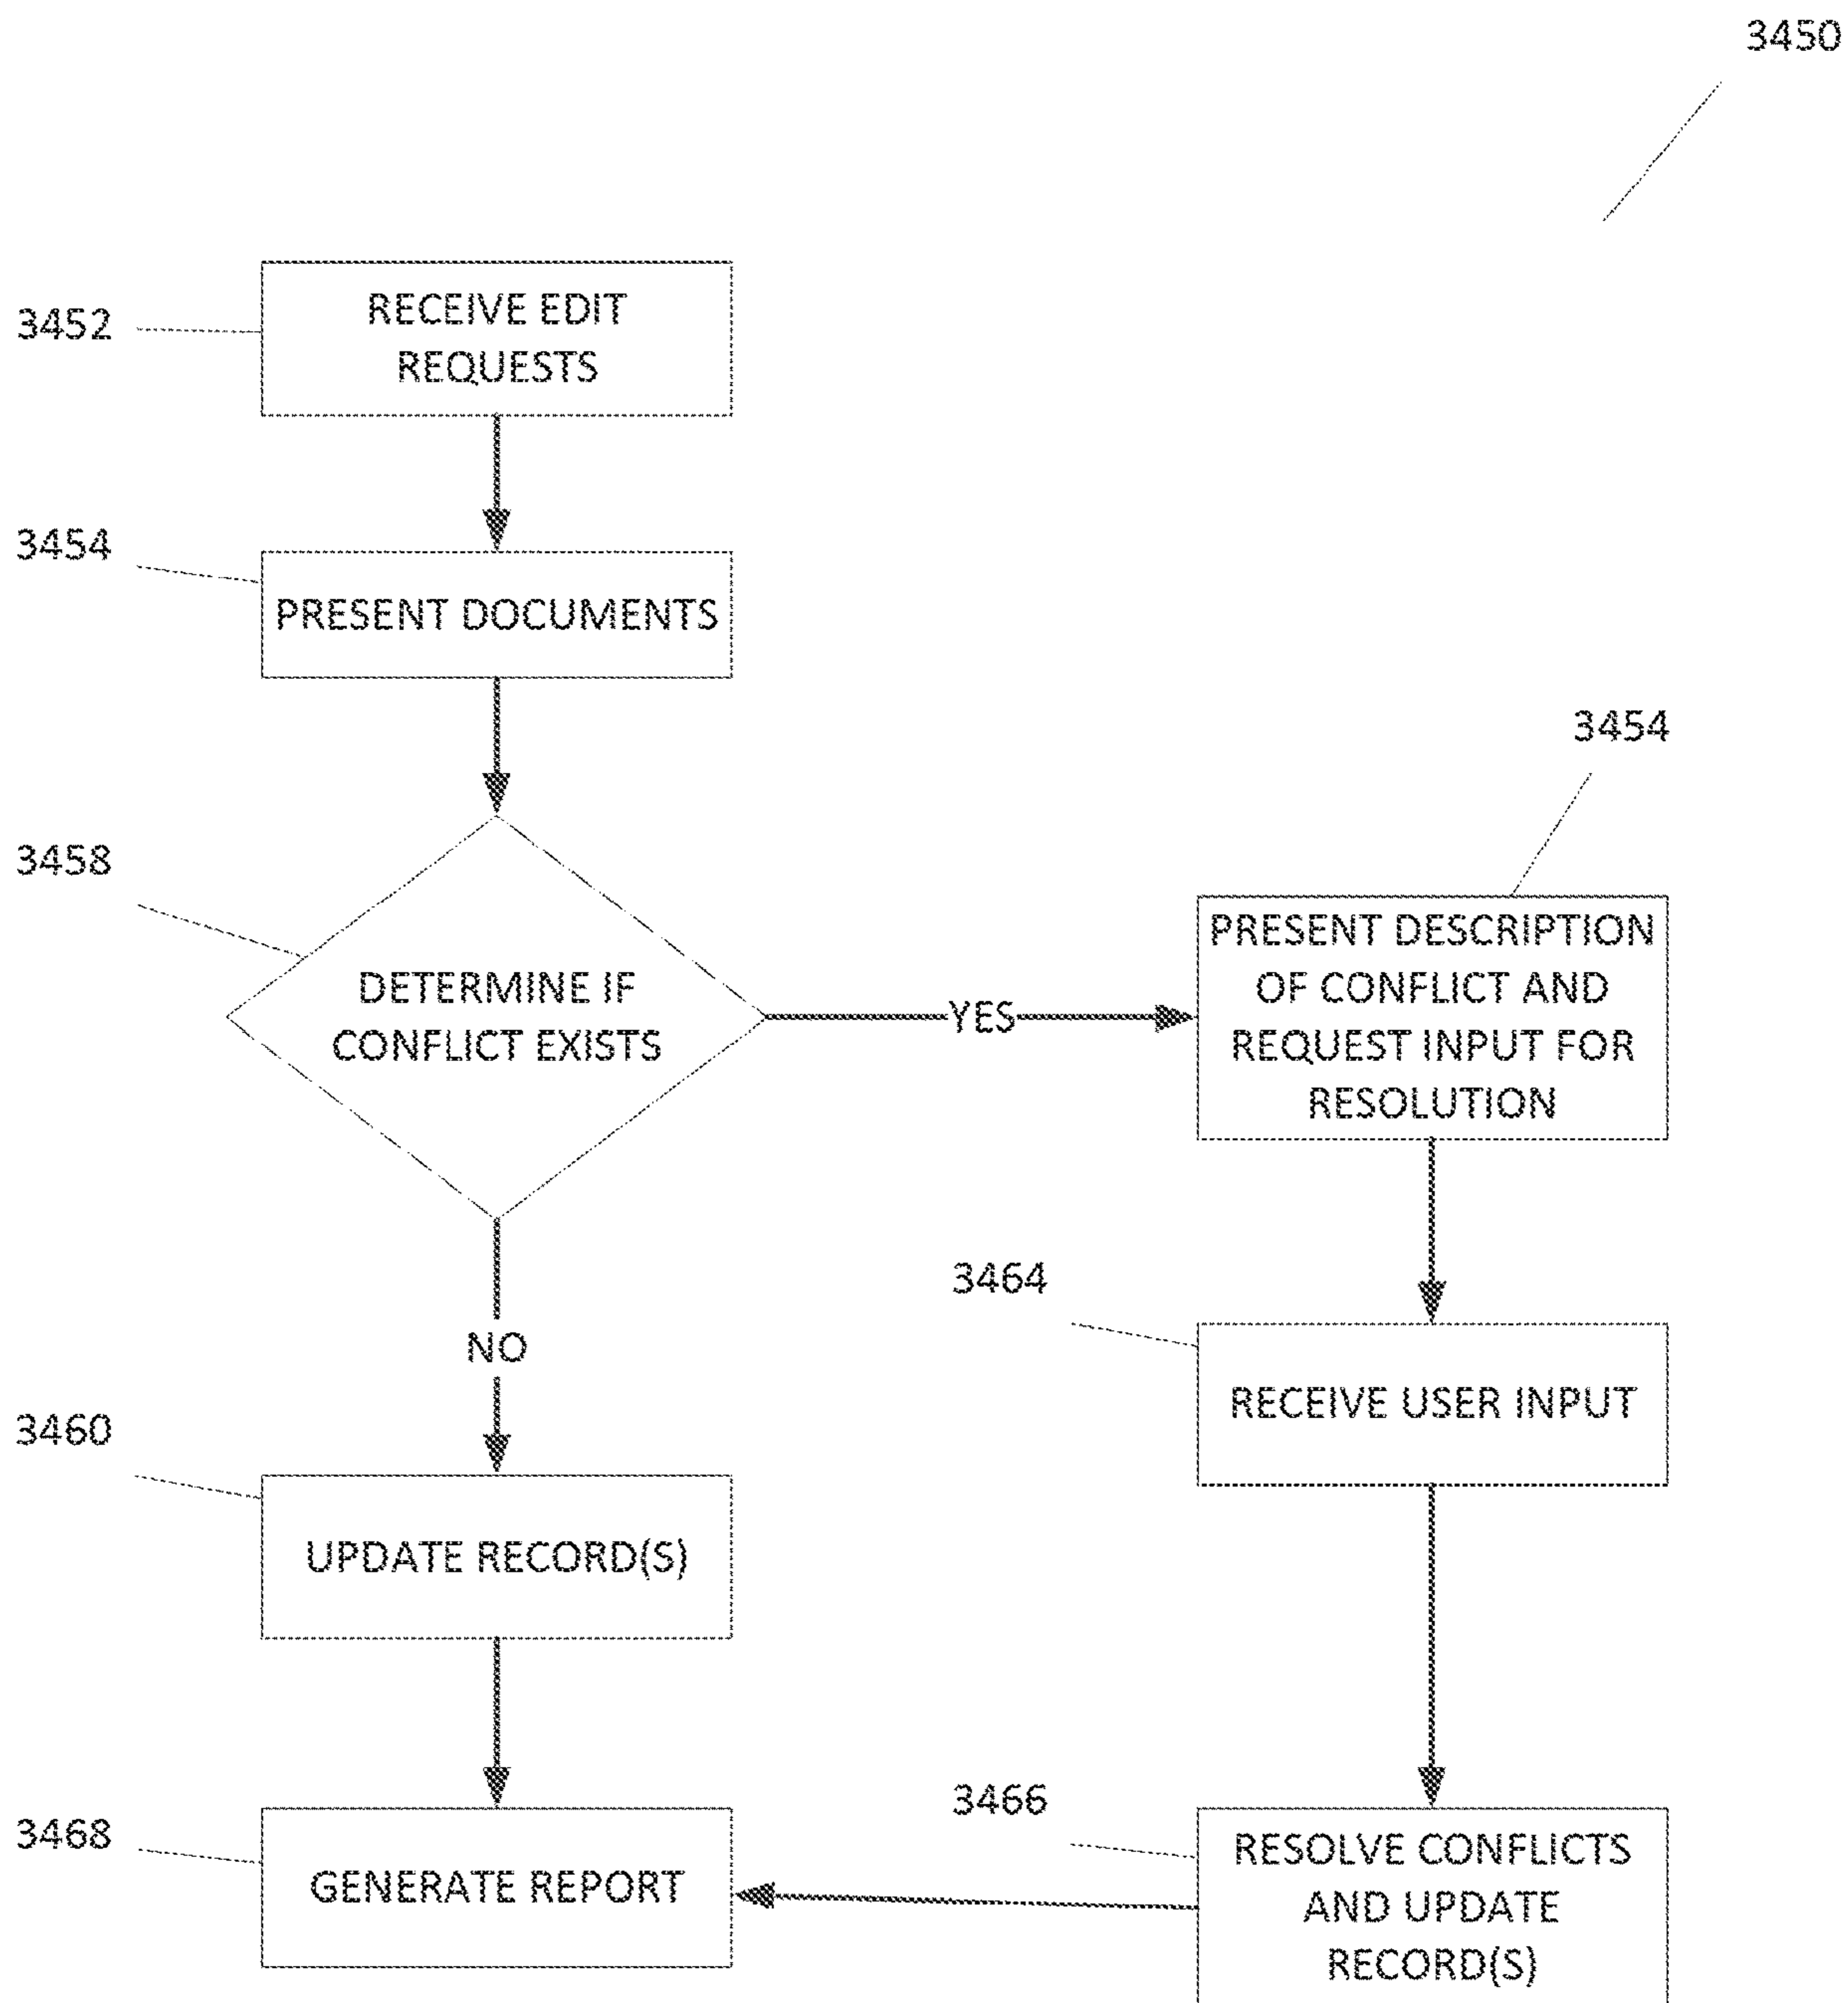 3450
3452
RECEIVE EDIT
REQUESTS
3454
PRESENT DOCUMENTS
3454
3458
PRESENT DESCRIPTION
OF CONFLICT AND
REQUEST INPUT FOR
RESOLUTION
DETERMINE IF
CONFLICT EXISTS
YES
3464
NO
RECEIVE USER INPUT
3460
UPDATE RECORD(S)
3466
3468
GENERATE REPORT
RESOLVE CONFLICTS
AND UPDATE
RECORD(S)